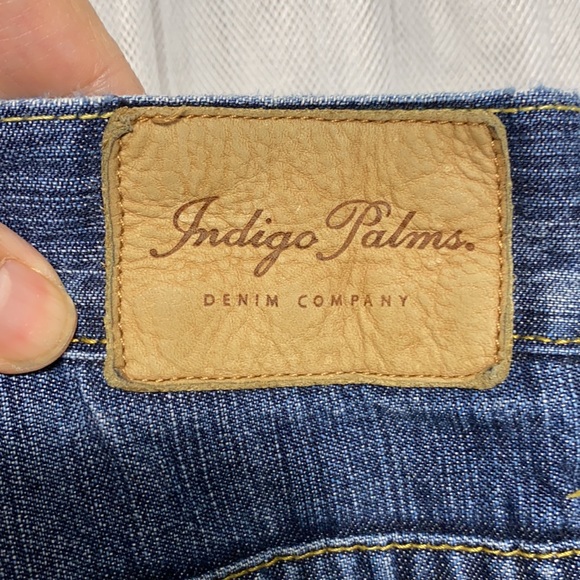 Indigo Palms.
DENIM COMPANY